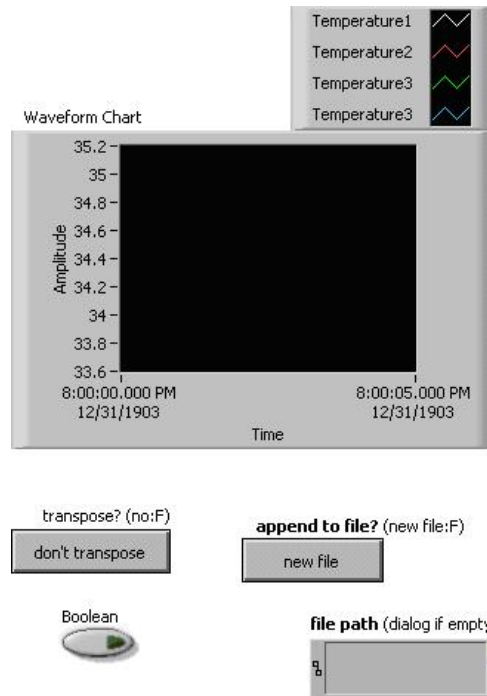 Temperature1
Temperature2
Temperature3
Temperature3
Waveform Chart
35.2
35
34.8
34.6
34.4
34.2
34
33.8
33.6
Amplitude
8:00:00.000 PM 8:00:05.000 PM
12/31/1903 12/31/1903
Time
transpose? (no:F)
append to file? (new file:F)
don't transpose
new file
Boolean
file path (dialog if empty